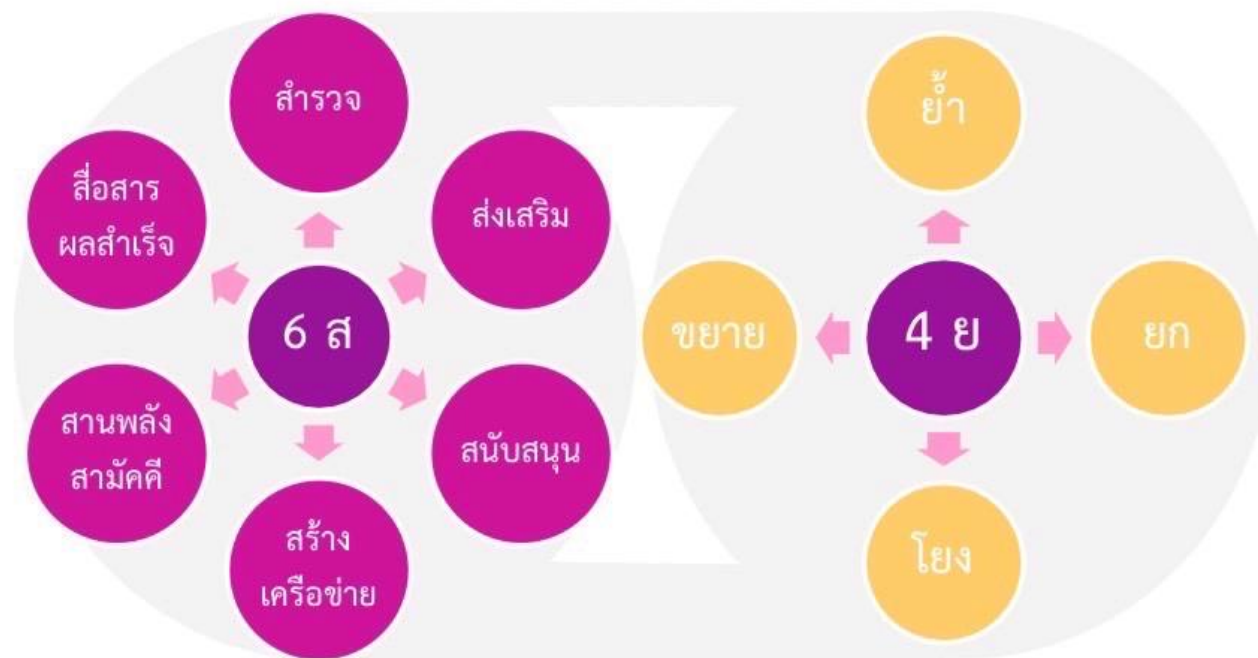 6 ส
สำรวจ
ส่งเสริม
สนับสนุน
สร้าง
เครือข่าย
สานพลัง
สามัคคี
สื่อสาร
ผลสำเร็จ
4 ย
ย้ำ
ยก
โยง
ขยาย